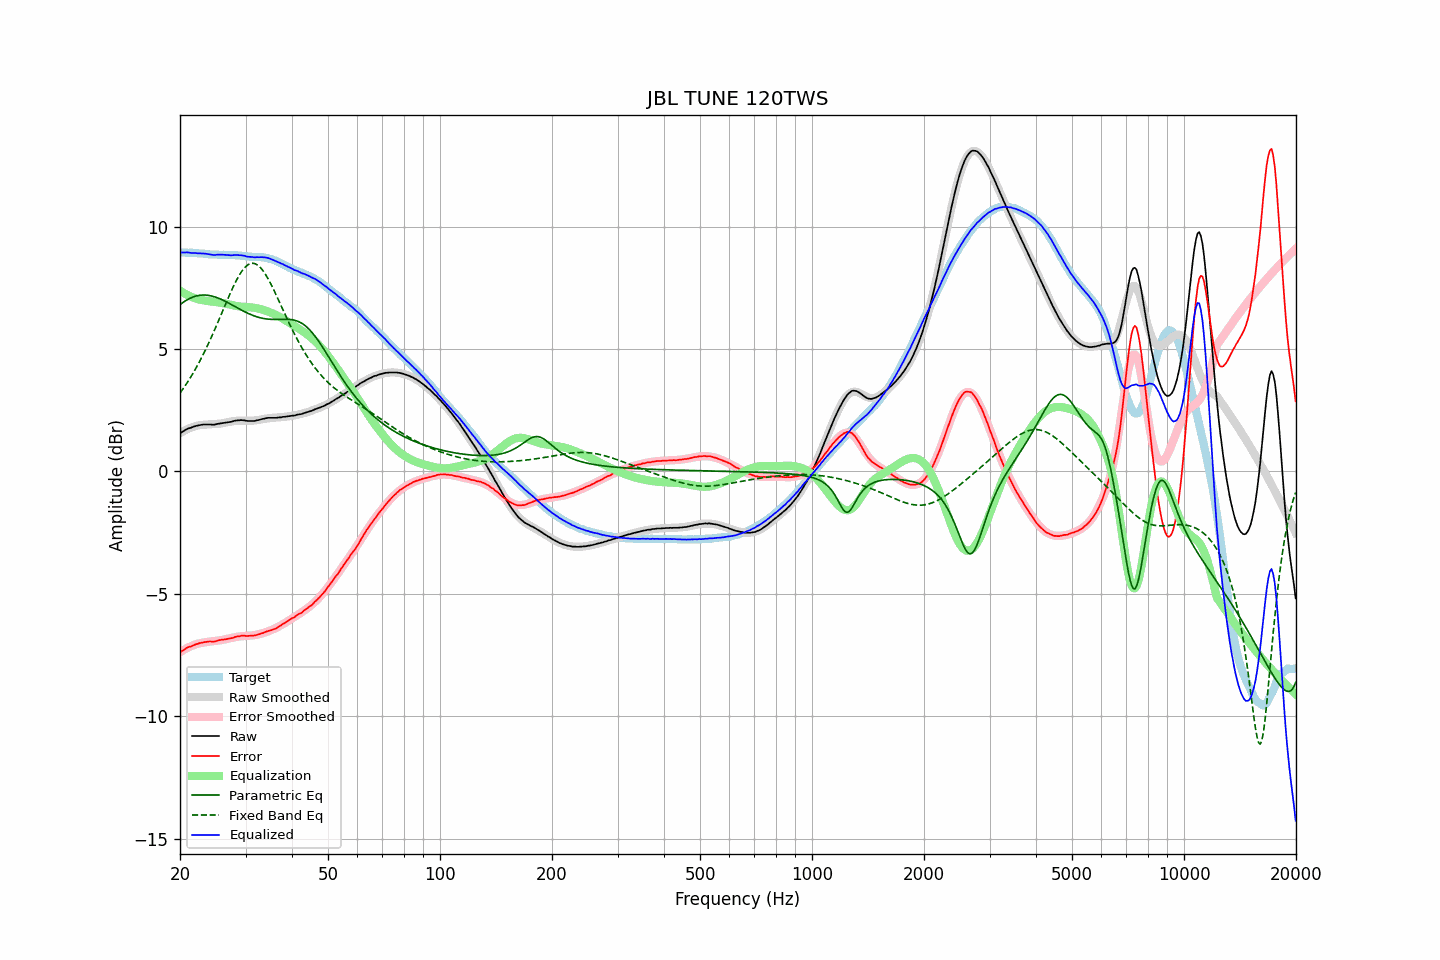 JBL TUNE 120TWS
Amplitude (dBr)
10
5
0
−5
−10
−15
Target
Raw Smoothed
Error Smoothed
Raw
Error
Equalization
Parametric Eq
Fixed Band Eq
Equalized
20
50
100
200
500
1000
2000
5000
10000
20000
Frequency (Hz)